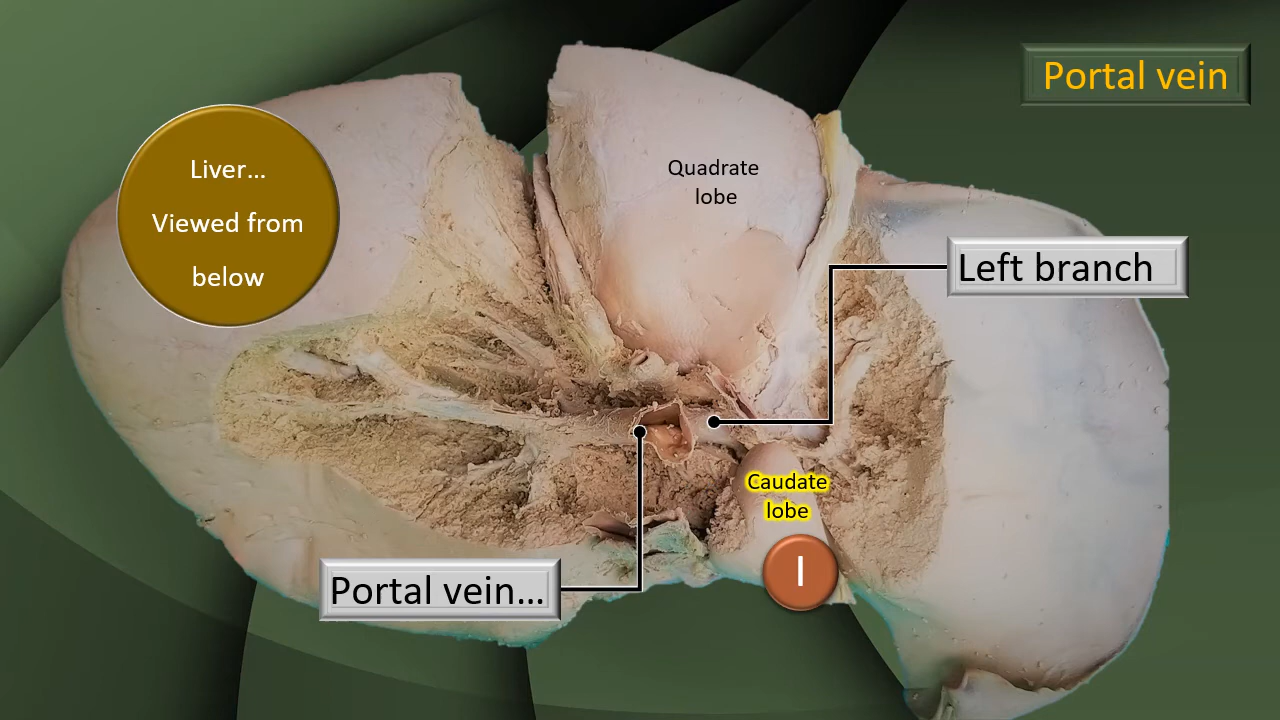 Portal vein
Liver…
Viewed from
below
Quadrate
lobe
Left branch
Caudate
lobe
I
Portal vein…